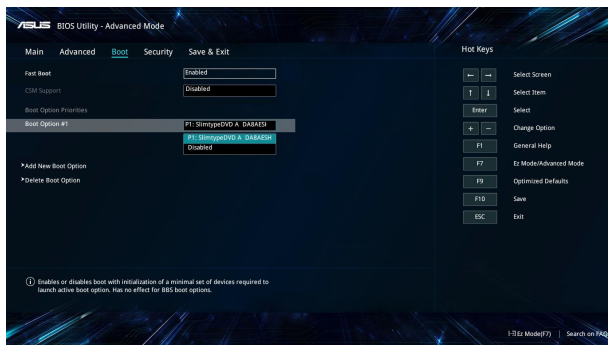 ASUS BIOS Utility - Advanced Mode
Main Advanced Boot Security Save & Exit
Hot Keys
Fast Boot Enabled
CSM Support Disabled
Boot Option Priorities
Boot Option #1 P1: SlimtypeDVD A DA8AESH
P1: SlimtypeDVD A DA8AESH
Disabled
➤Add New Boot Option
➤Delete Boot Option
← → Select Screen
↑ ↓ Select Item
Enter Select
+ − Change Option
F1 General Help
F7 Ez Mode/Advanced Mode
F9 Optimized Defaults
F10 Save
ESC Exit
Enables or disables boot with initialization of a minimal set of devices required to
launch active boot option. Has no effect for BBS boot options.
Ez Mode(F7) | Search on FAQ